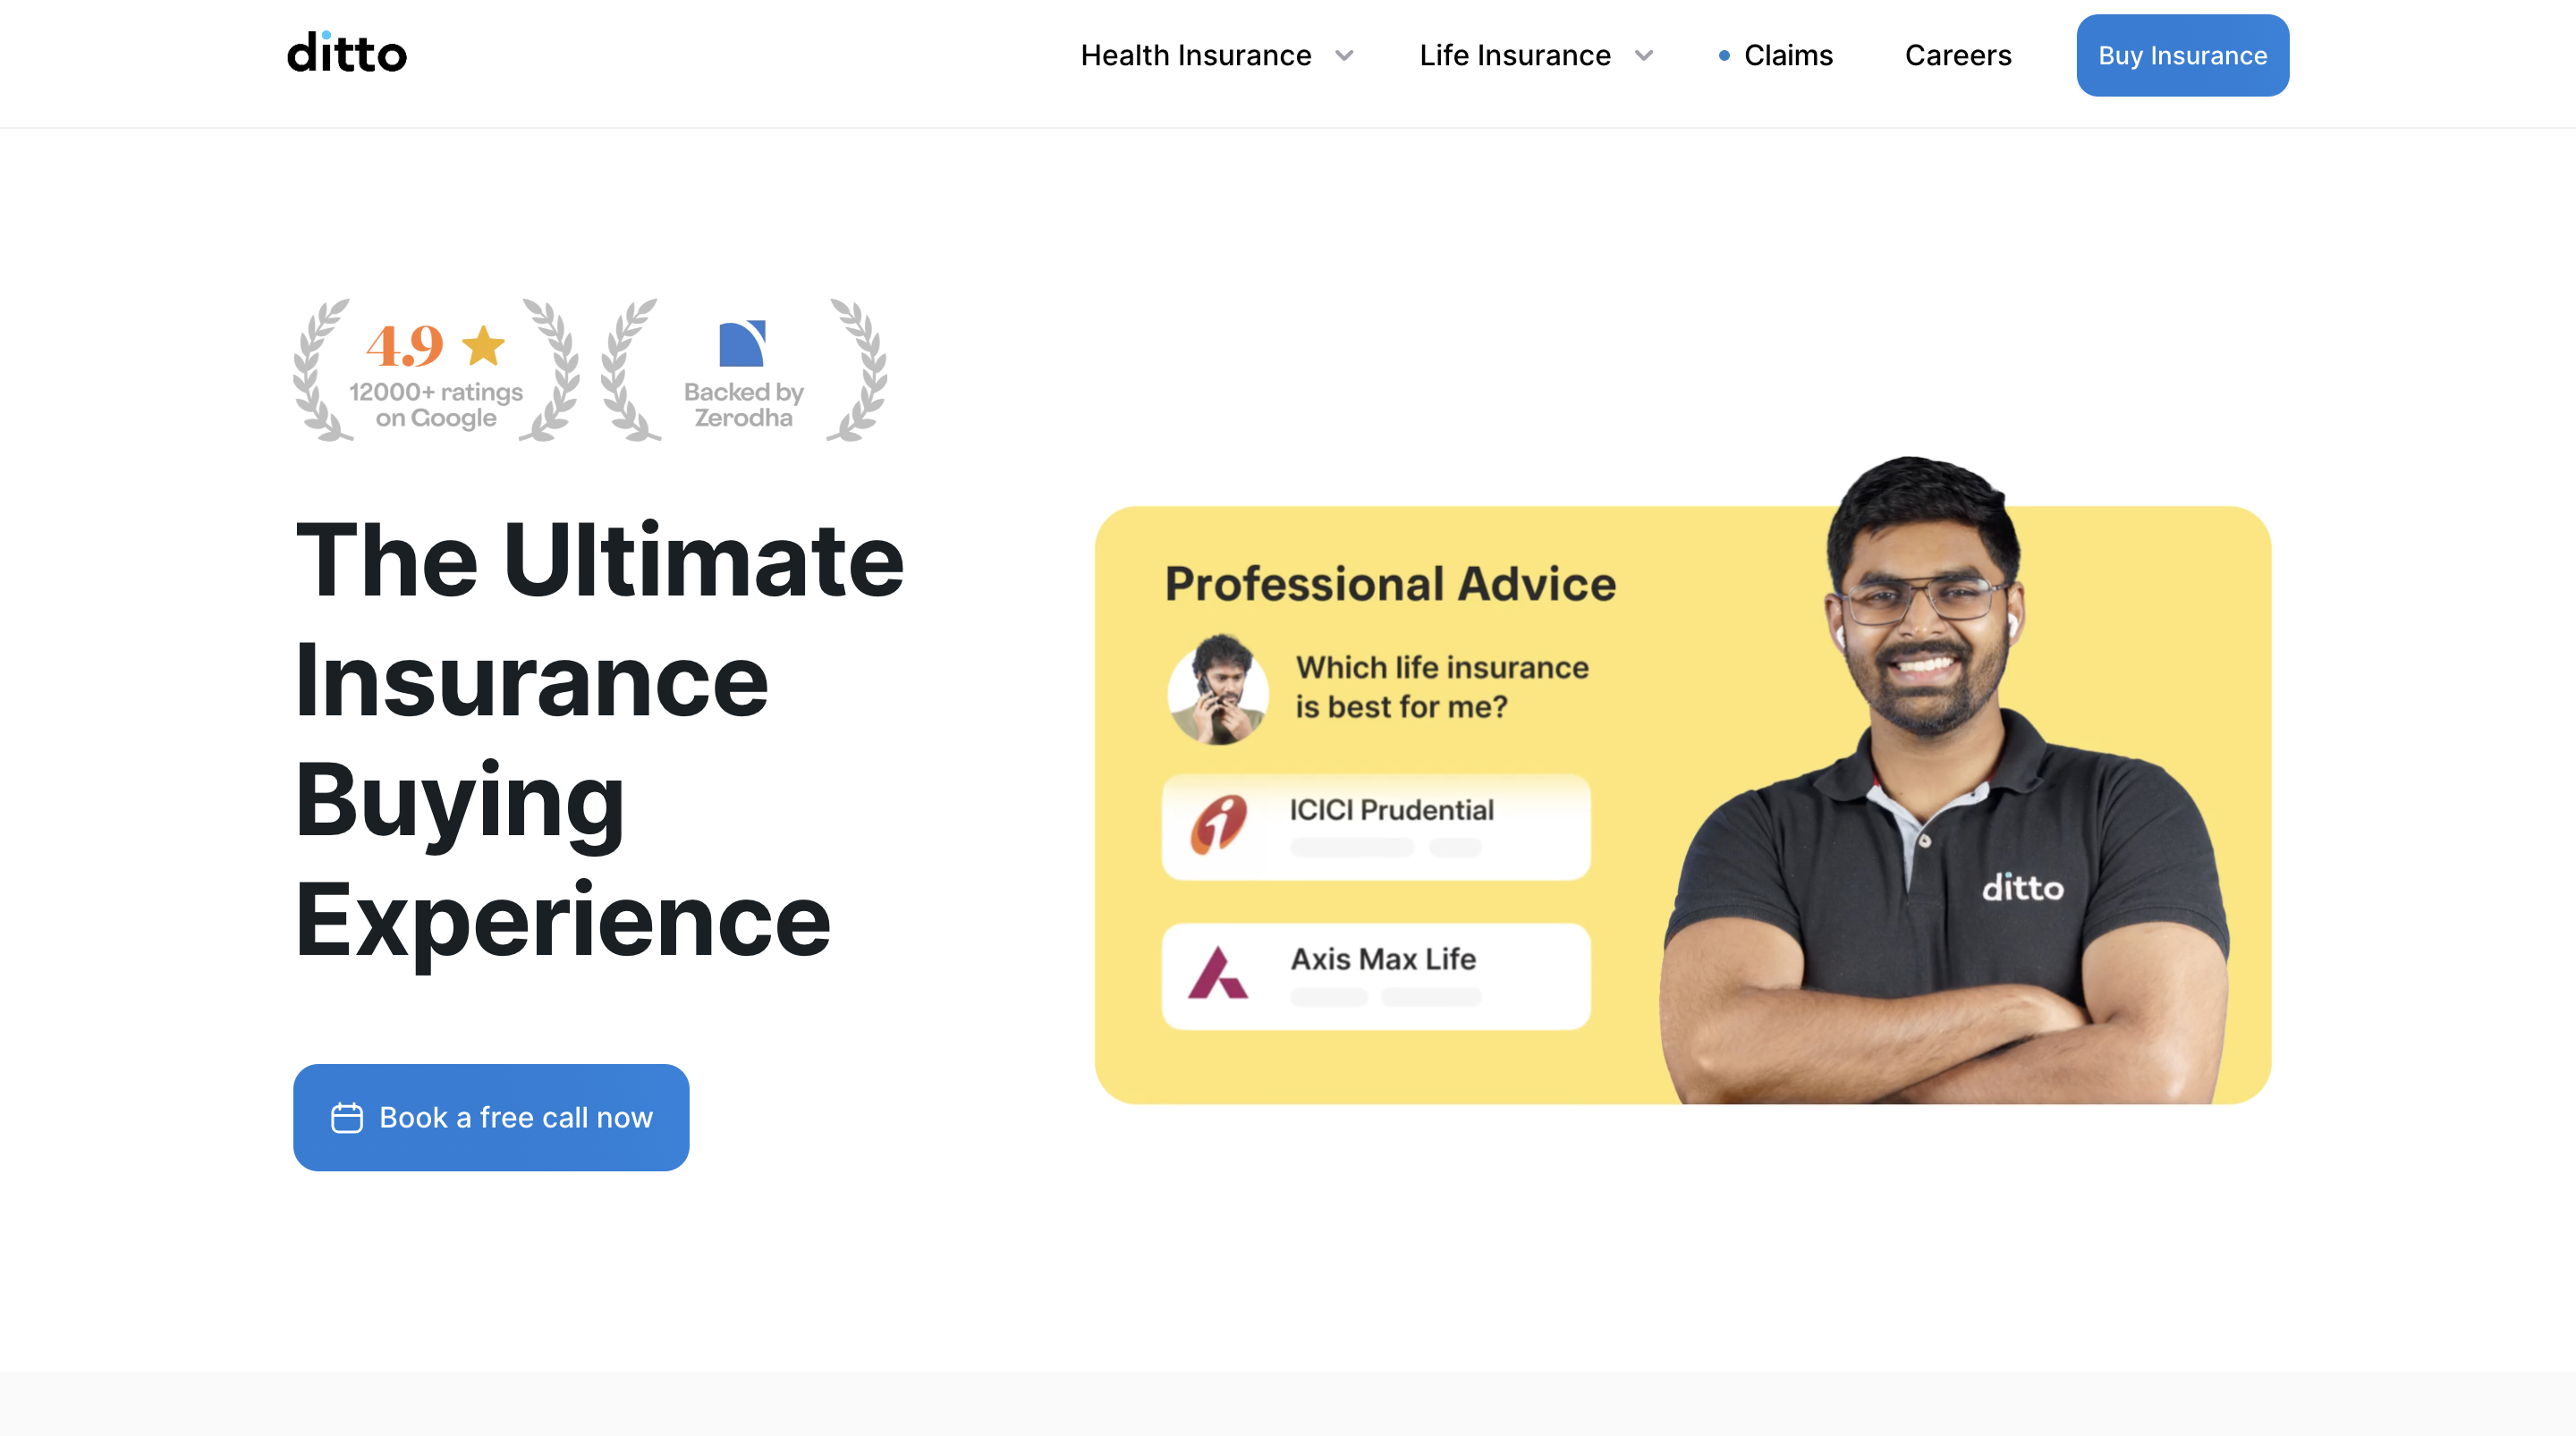 ditto
Health Insurance
Life Insurance
Claims
Careers
Buy Insurance
4.9
12000+ ratings
on Google
Backed by
Zerodha
The Ultimate
Insurance
Buying
Experience
Book a free call now
Professional Advice
Which life insurance
is best for me?
ICICI Prudential
Axis Max Life
ditto